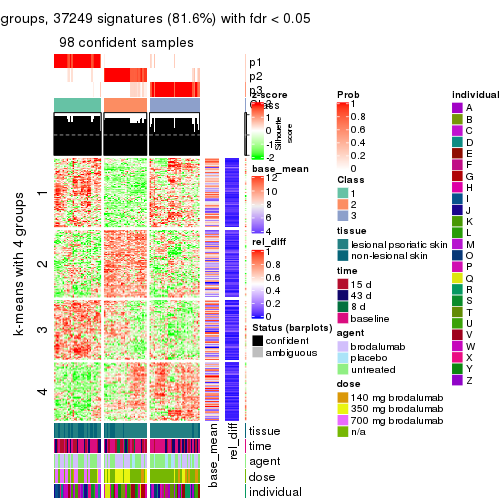 groups, 37249 signatures (81.6%) with fdr < 0.05
98 confident samples
p1
p2
p3
Class
1
2
3
4
k-means with 4 groups
z-score
2
1
0
-1
-2
Silhouette
score
base_mean
12
10
8
6
4
rel_diff
1
0.8
0.6
0.4
0.2
0
Status (barplots)
confident
ambiguous
tissue
time
agent
dose
individual
base_mean
rel_diff
Prob
1
0.8
0.6
0.4
0.2
0
Class
1
2
3
tissue
lesional psoriatic skin
non-lesional skin
time
15 d
43 d
8 d
baseline
agent
brodalumab
placebo
untreated
dose
140 mg brodalumab
350 mg brodalumab
700 mg brodalumab
n/a
individual
A
B
C
D
E
F
G
H
I
J
K
L
M
O
P
Q
R
S
T
U
V
W
X
Y
Z